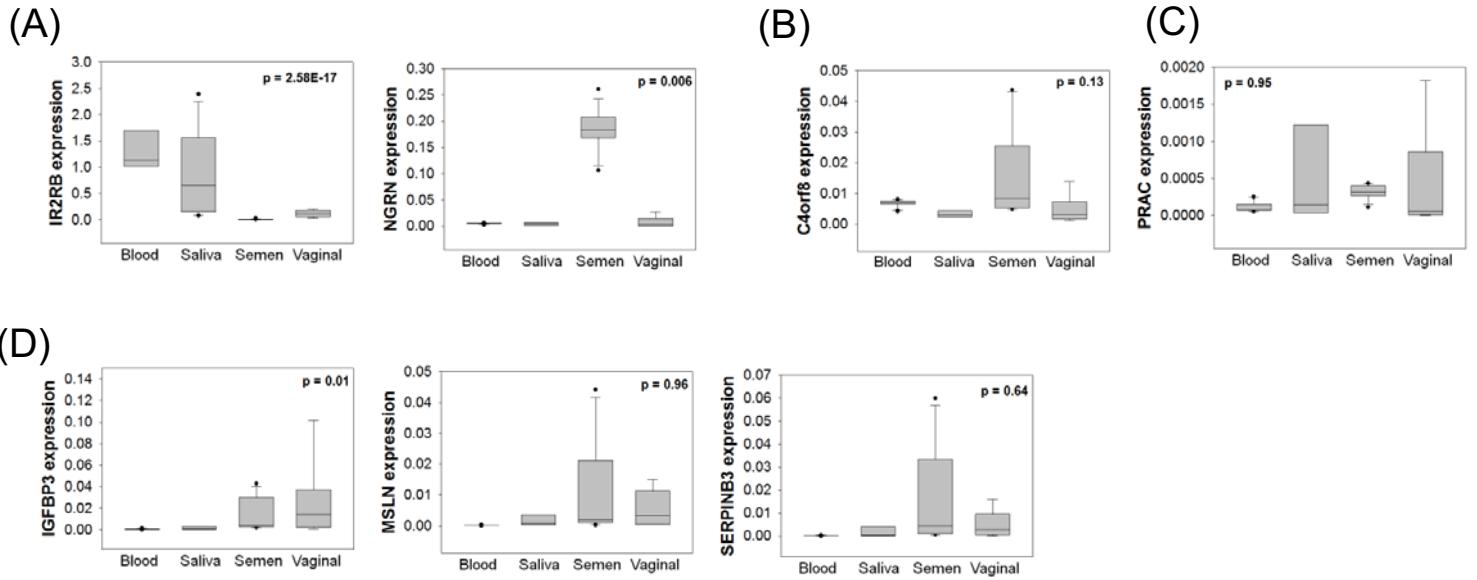 (A)
IR2RB expression
3.0
2.5
2.0
1.5
1.0
0.5
0.0
p = 2.58E-17
Blood Saliva Semen Vaginal
NGRN expression
0.30
0.25
0.20
0.15
0.10
0.05
0.00
p = 0.006
Blood Saliva Semen Vaginal
(B)
C4orf8 expression
0.05
0.04
0.03
0.02
0.01
0.00
p = 0.13
Blood Saliva Semen Vaginal
(C)
PRAC expression
0.0020
0.0015
0.0010
0.0005
0.0000
p = 0.95
Blood Saliva Semen Vaginal
(D)
IGFBP3 expression
0.14
0.12
0.10
0.08
0.06
0.04
0.02
0.00
p = 0.01
Blood Saliva Semen Vaginal
MSLN expression
0.05
0.04
0.03
0.02
0.01
0.00
p = 0.96
Blood Saliva Semen Vaginal
SERPINB3 expression
0.07
0.06
0.05
0.04
0.03
0.02
0.01
0.00
p = 0.64
Blood Saliva Semen Vaginal